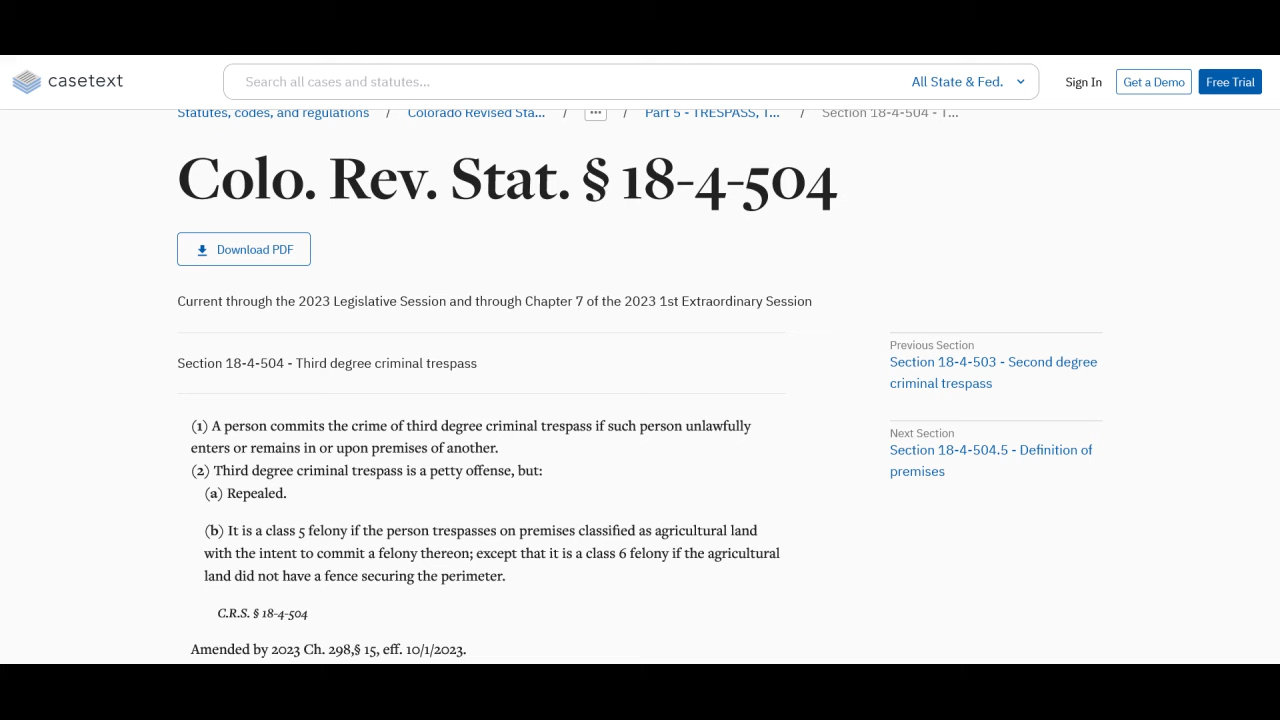 casetext
Search all cases and statutes...
All State & Fed.
Sign In
Get a Demo
Free Trial
Statutes, codes, and regulations / Colorado Revised Sta... / ... / Part 5 - TRESPASS, T... / Section 18-4-504 - T...
Colo. Rev. Stat. § 18-4-504
Download PDF
Current through the 2023 Legislative Session and through Chapter 7 of the 2023 1st Extraordinary Session
Section 18-4-504 - Third degree criminal trespass
(1) A person commits the crime of third degree criminal trespass if such person unlawfully
enters or remains in or upon premises of another.
(2) Third degree criminal trespass is a petty offense, but:
(a) Repealed.
(b) It is a class 5 felony if the person trespasses on premises classified as agricultural land
with the intent to commit a felony thereon; except that it is a class 6 felony if the agricultural
land did not have a fence securing the perimeter.
C.R.S. § 18-4-504
Amended by 2023 Ch. 298,§ 15, eff. 10/1/2023.
Previous Section
Section 18-4-503 - Second degree
criminal trespass
Next Section
Section 18-4-504.5 - Definition of
premises